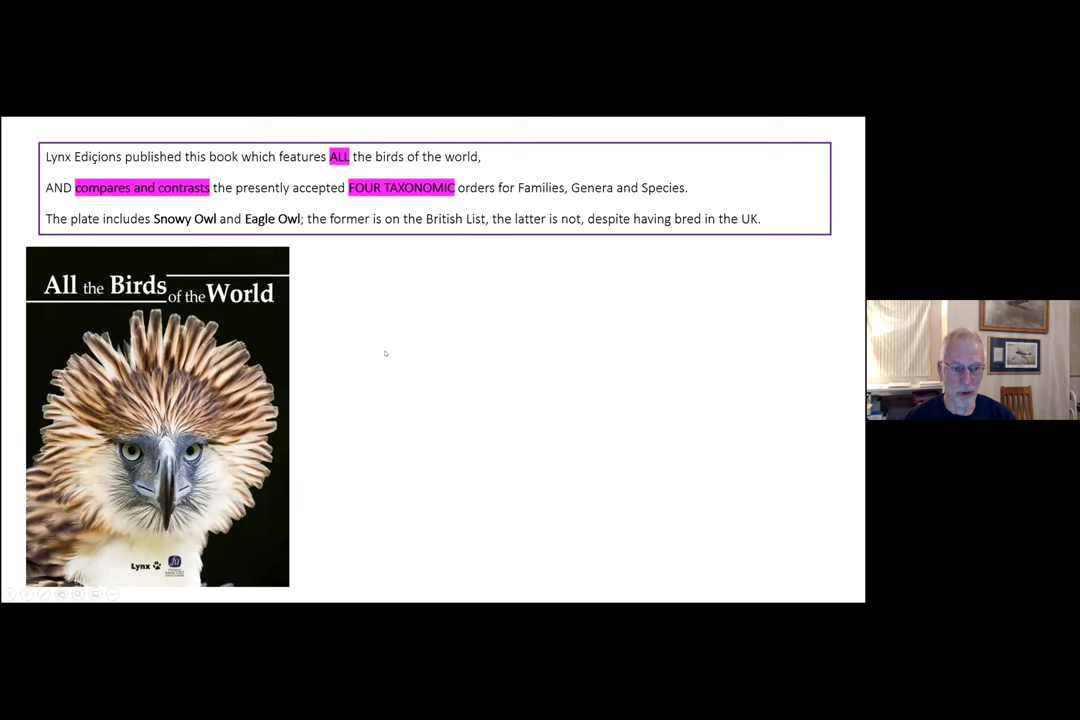 Lynx Ediçions published this book which features ALL the birds of the world,
AND compares and contrasts the presently accepted FOUR TAXONOMIC orders for Families, Genera and Species.
The plate includes Snowy Owl and Eagle Owl; the former is on the British List, the latter is not, despite having bred in the UK.
All the Birds of the World
Lynx